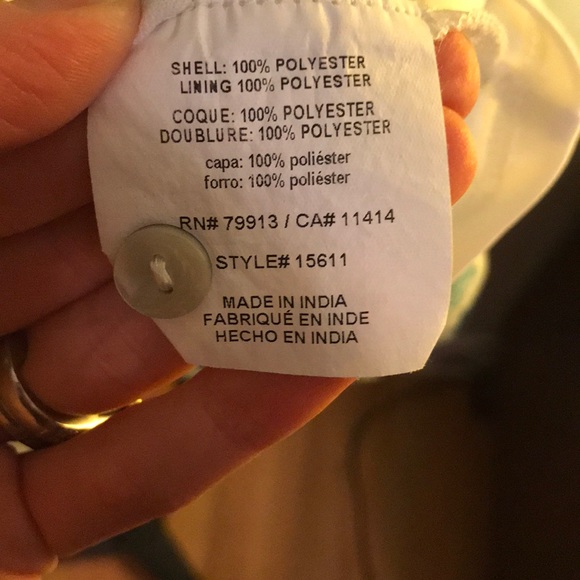 SHELL: 100% POLYESTER
LINING 100% POLYESTER
COQUE: 100% POLYESTER
DOUBLURE: 100% POLYESTER
capa: 100% poliéster
forro: 100% poliéster
RN# 79913 / CA# 11414
STYLE# 15611
MADE IN INDIA
FABRIQUÉ EN INDE
HECHO EN INDIA